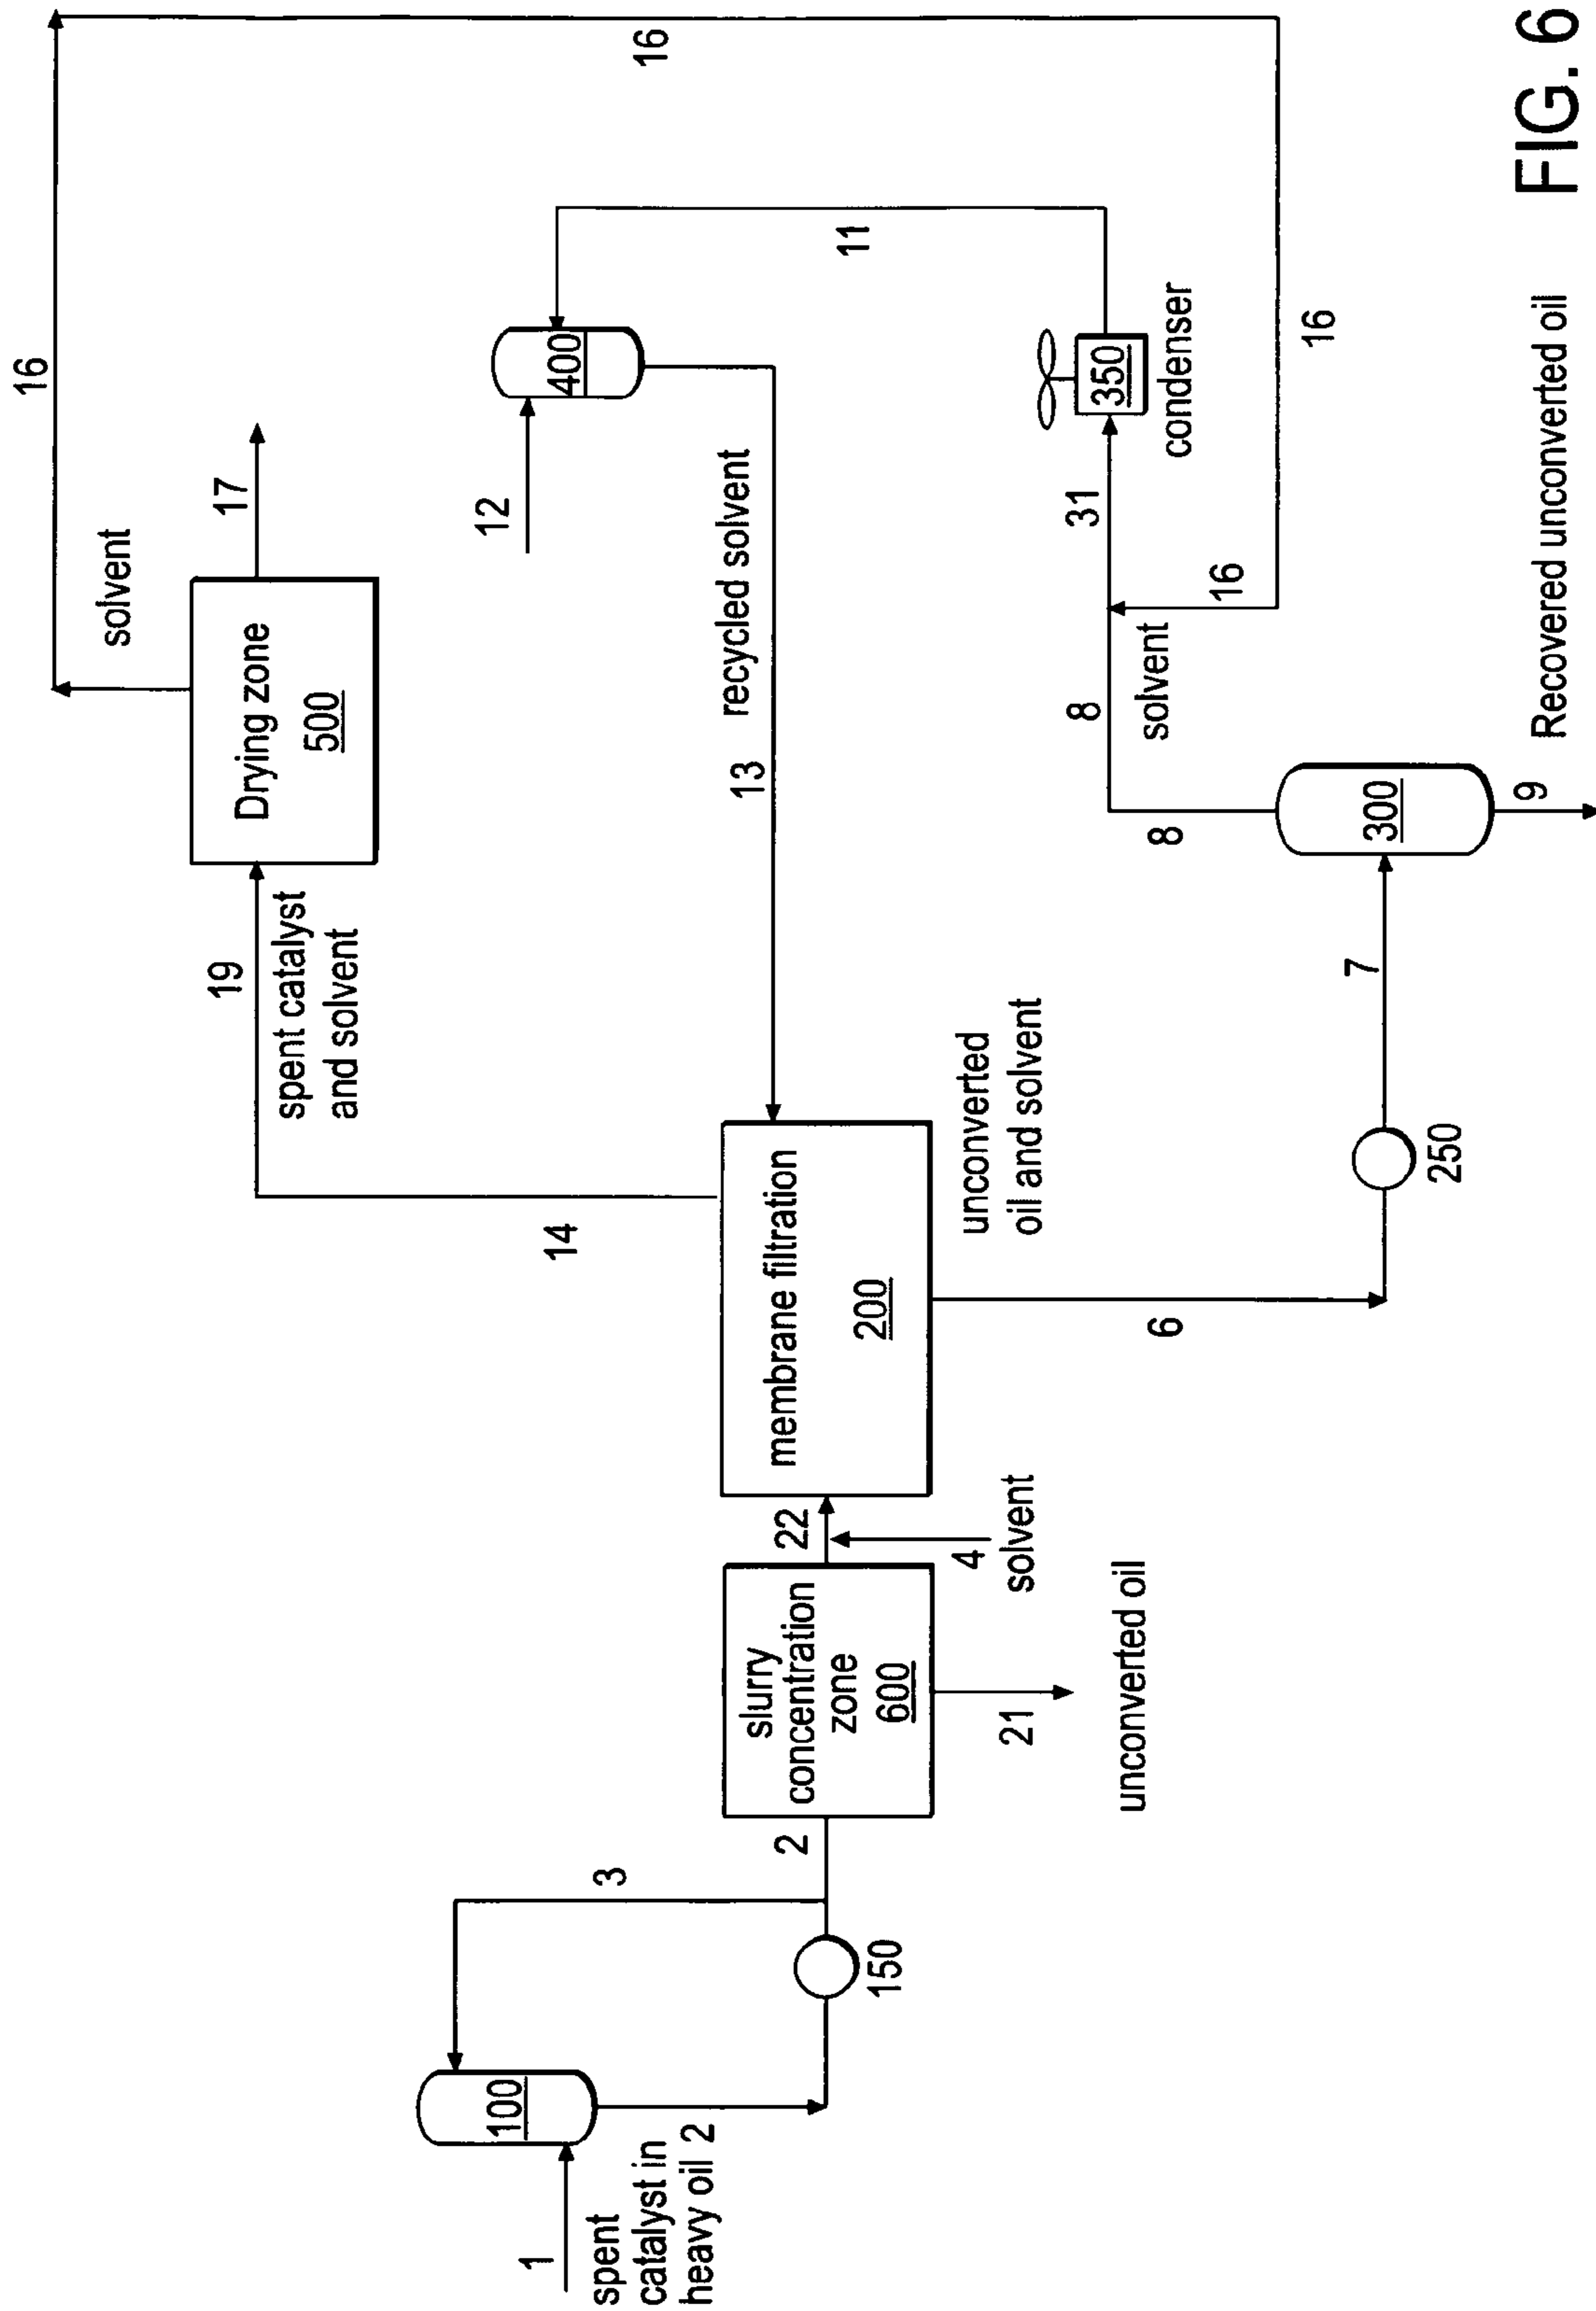 16
16
solvent
17
Drying zone
500
19
spent catalyst
and solvent
14
12
400
11
recycled solvent
13
membrane filtration
200
unconverted
oil and solvent
6
250
7
300
8
8
solvent
16
31
350
condenser
16
9
Recovered unconverted oil
1
spent
catalyst in
heavy oil 2
100
3
150
2
slurry
concentration
zone
600
22
4
solvent
21
unconverted oil
FIG. 6